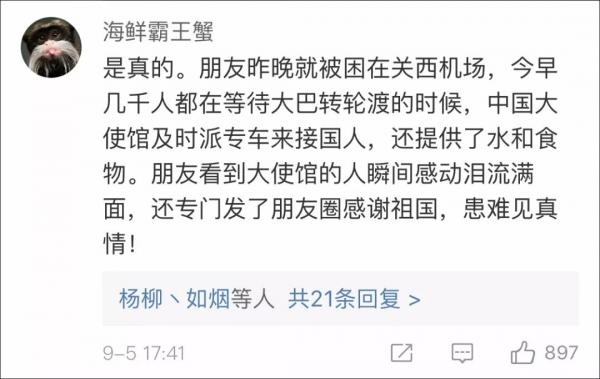 海鲜霸王蟹
是真的。朋友昨晚就被困在关西机场，今早
几千人都在等待大巴转轮渡的时候，中国大
使馆及时派专车来接国人，还提供了水和食
物。朋友看到大使馆的人瞬间感动泪流满
面，还专门发了朋友圈感谢祖国，患难见真
情！
杨柳丶如烟等人 共21条回复 >
9-5 17:41 897